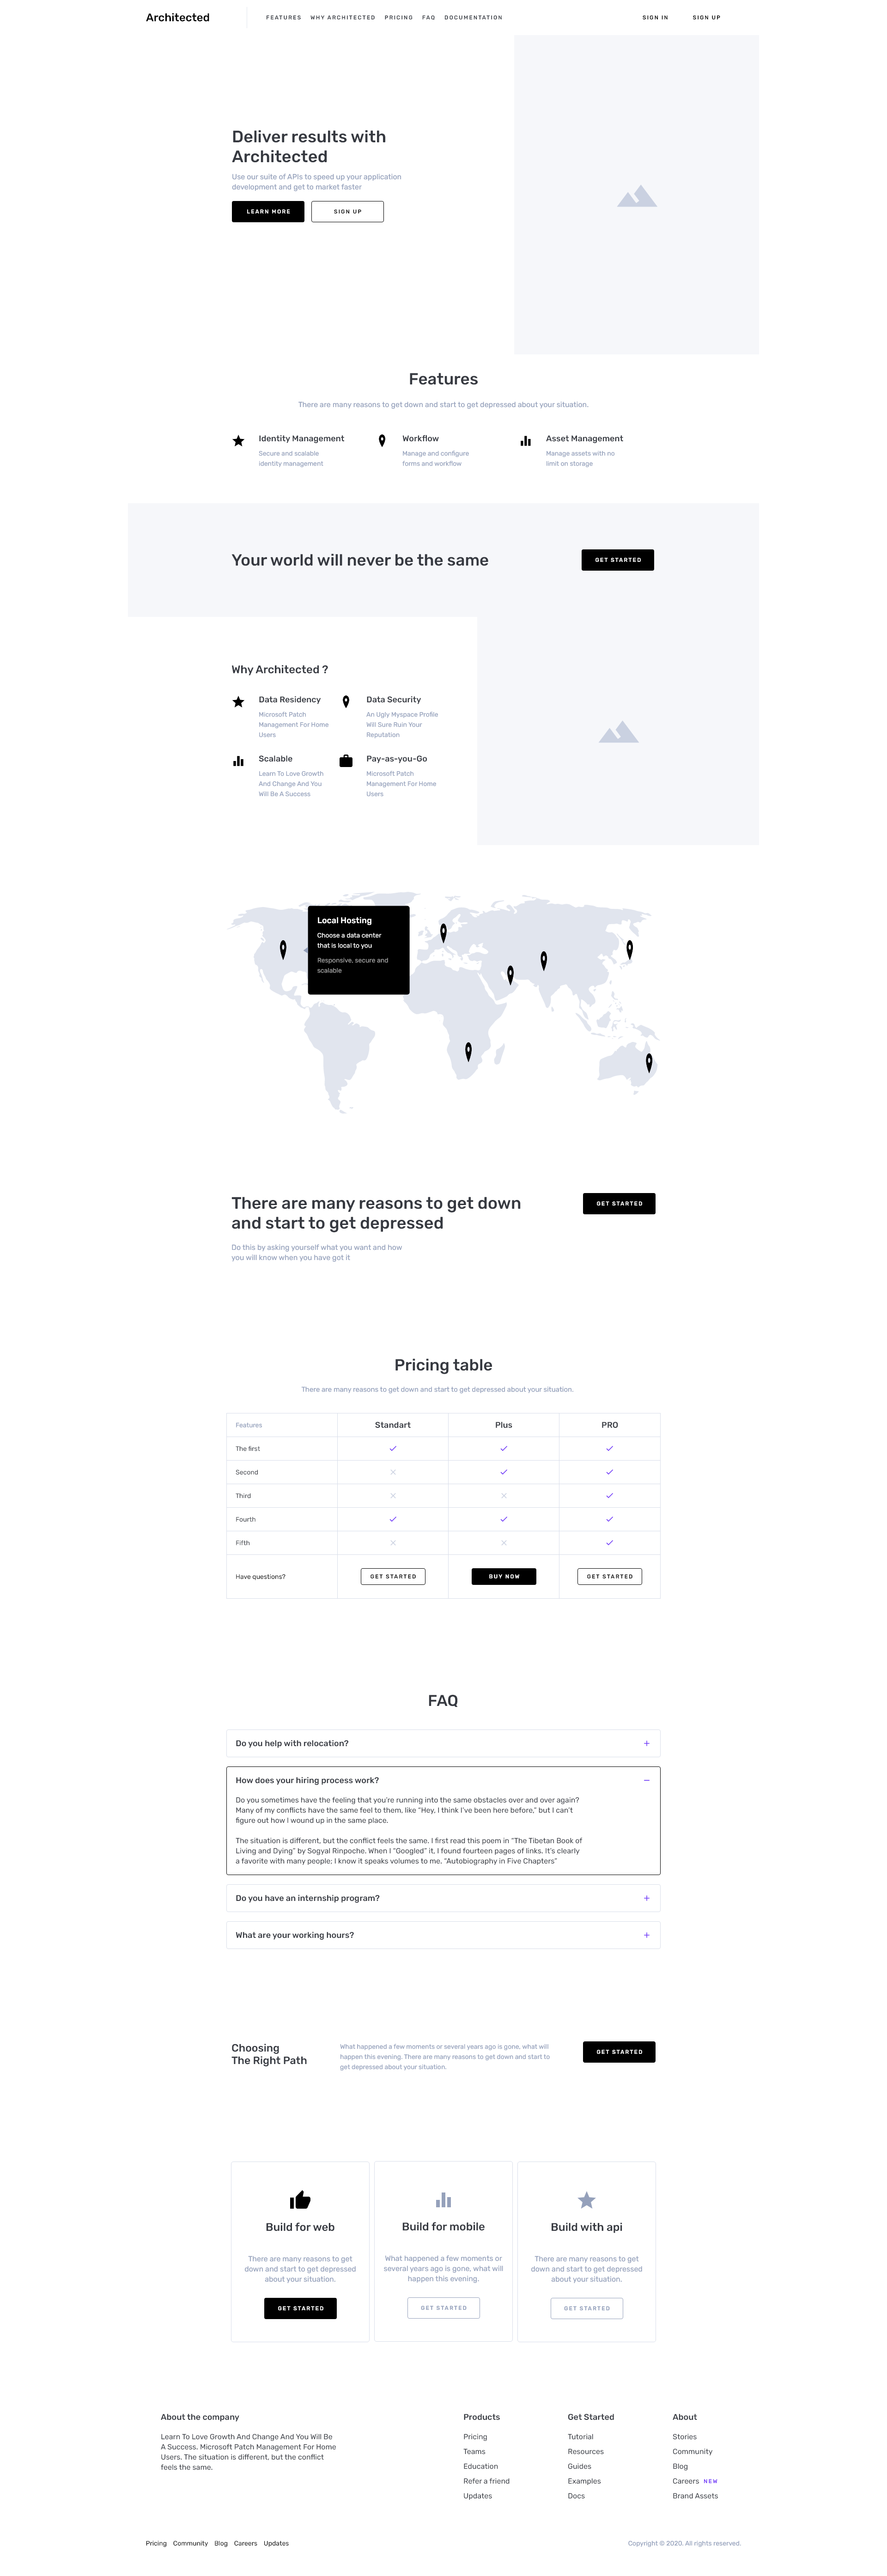 Architected
FEATURES
WHY ARCHITECTED
PRICING
FAQ
DOCUMENTATION
SIGN IN
SIGN UP
Deliver results with
Architected
Use our suite of APIs to speed up your application
development and get to market faster
LEARN MORE
SIGN UP
Features
There are many reasons to get down and start to get depressed about your situation.
Identity Management
Secure and scalable
identity management
Workflow
Manage and configure
forms and workflow
Asset Management
Manage assets with no
limit on storage
Your world will never be the same
GET STARTED
Why Architected ?
Data Residency
Microsoft Patch
Management For Home
Users
Data Security
An Ugly Myspace Profile
Will Sure Ruin Your
Reputation
Scalable
Learn To Love Growth
And Change And You
Will Be A Success
Pay-as-you-Go
Microsoft Patch
Management For Home
Users
Local Hosting
Choose a data center
that is local to you
Responsive, secure and
scalable
There are many reasons to get down
and start to get depressed
GET STARTED
Do this by asking yourself what you want and how
you will know when you have got it
Pricing table
There are many reasons to get down and start to get depressed about your situation.
Features
Standart
Plus
PRO
The first
Second
Third
Fourth
Fifth
Have questions?
GET STARTED
BUY NOW
GET STARTED
FAQ
Do you help with relocation?
How does your hiring process work?
Do you sometimes have the feeling that you're running into the same obstacles over and over again?
Many of my conflicts have the same feel to them, like "Hey, I think I've been here before," but I can't
figure out how I wound up in the same place.
The situation is different, but the conflict feels the same. I first read this poem in "The Tibetan Book of
Living and Dying" by Sogyal Rinpoche. When I "Googled" it, I found fourteen pages of links. It's clearly
a favorite with many people; I know it speaks volumes to me. "Autobiography in Five Chapters"
Do you have an internship program?
What are your working hours?
Choosing
The Right Path
What happened a few moments or several years ago is gone, what will
happen this evening. There are many reasons to get down and start to
get depressed about your situation.
GET STARTED
Build for web
There are many reasons to get
down and start to get depressed
about your situation.
GET STARTED
Build for mobile
What happened a few moments or
several years ago is gone, what will
happen this evening.
GET STARTED
Build with api
There are many reasons to get
down and start to get depressed
about your situation.
GET STARTED
About the company
Learn To Love Growth And Change And You Will Be
A Success. Microsoft Patch Management For Home
Users. The situation is different, but the conflict
feels the same.
Products
Pricing
Teams
Education
Refer a friend
Updates
Get Started
Tutorial
Resources
Guides
Examples
Docs
About
Stories
Community
Blog
Careers NEW
Brand Assets
Pricing
Community
Blog
Careers
Updates
Copyright © 2020. All rights reserved.